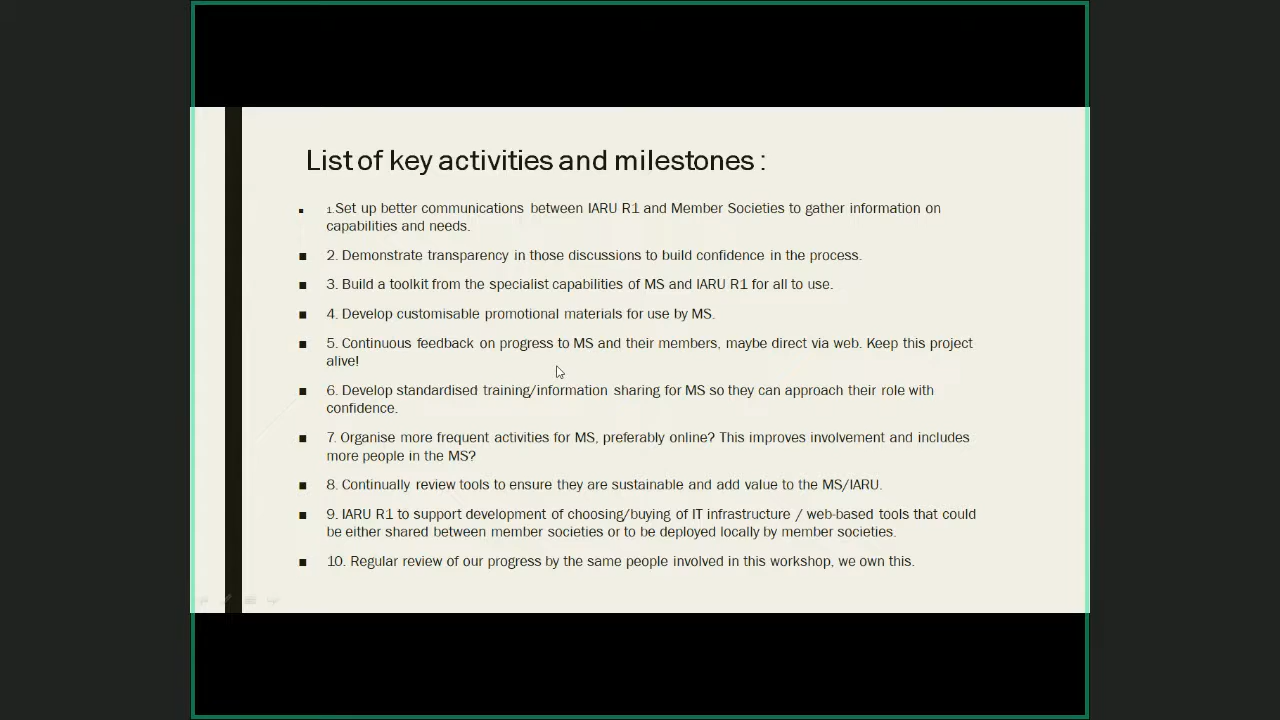 List of key activities and milestones :
1.Set up better communications between IARU R1 and Member Societies to gather information on
capabilities and needs.
2. Demonstrate transparency in those discussions to build confidence in the process.
3. Build a toolkit from the specialist capabilities of MS and IARU R1 for all to use.
4. Develop customisable promotional materials for use by MS.
5. Continuous feedback on progress to MS and their members, maybe direct via web. Keep this project
alive!
6. Develop standardised training/information sharing for MS so they can approach their role with
confidence.
7. Organise more frequent activities for MS, preferably online? This improves involvement and includes
more people in the MS?
8. Continually review tools to ensure they are sustainable and add value to the MS/IARU.
9. IARU R1 to support development of choosing/buying of IT infrastructure / web-based tools that could
be either shared between member societies or to be deployed locally by member societies.
10. Regular review of our progress by the same people involved in this workshop, we own this.